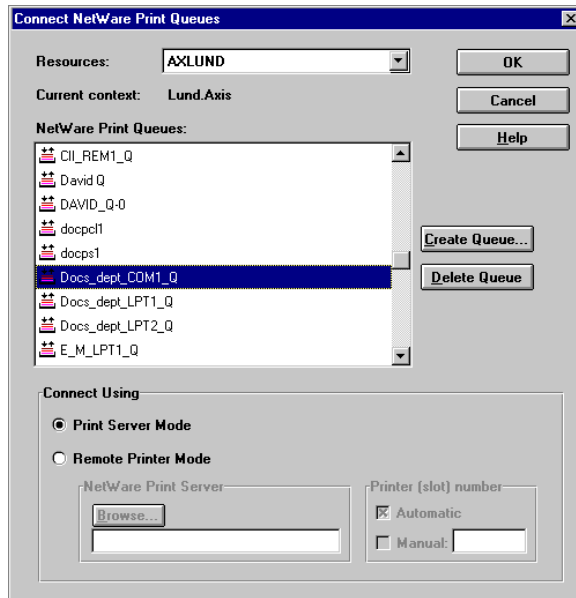 Connect NetWare Print Queues
Resources: AXLUND OK
Current context: Lund.Axis Cancel
NetWare Print Queues: Help
CII_REM1_Q
David Q
DAVID_Q-0
docpcl1
docps1
Create Queue...
Docs_dept_COM1_Q Delete Queue
Docs_dept_LPT1_Q
Docs_dept_LPT2_Q
E_M_LPT1_Q
Connect Using
Print Server Mode
Remote Printer Mode
NetWare Print Server Printer (slot) number
Browse... Automatic
Manual: